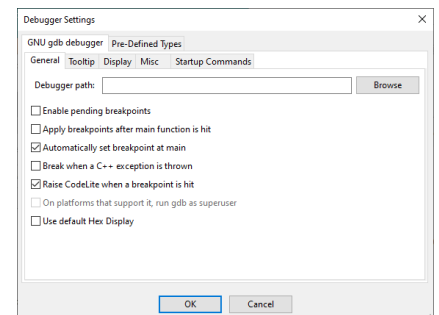 Debugger Settings
GNU gdb debugger Pre-Defined Types
General Tooltip Display Misc Startup Commands
Debugger path: Browse
Enable pending breakpoints
Apply breakpoints after main function is hit
Automatically set breakpoint at main
Break when a C++ exception is thrown
Raise CodeLite when a breakpoint is hit
On platforms that support it, run gdb as superuser
Use default Hex Display
OK Cancel